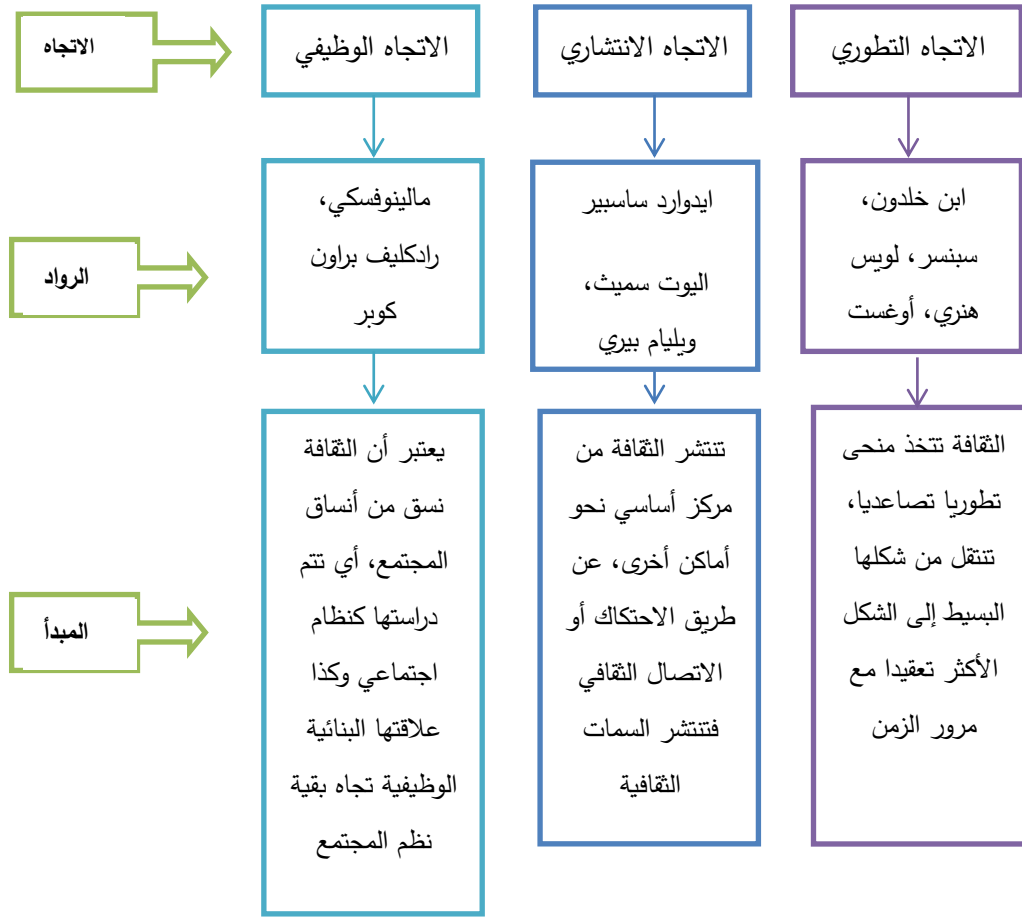 الاتجاه
الاتجاه الوظيفي
الاتجاه الانتشاري
الاتجاه التطوري
الرواد
مالينوفسكي،
رادكليف براون
كوبر
ايدوارد ساسبير
اليوت سميث،
ويليام بيري
ابن خلدون،
سبنسر، لويس
هنري، أوغست
المبدأ
يعتبر أن الثقافة
نسق من أنساق
المجتمع، أي تتم
دراستها كنظام
اجتماعي وكذا
علاقتها البنائية
الوظيفية تجاه بقية
نظم المجتمع
تنتشر الثقافة من
مركز أساسي نحو
أماكن أخرى، عن
طريق الاحتكاك أو
الاتصال الثقافي
فتنتشر السمات
الثقافية
الثقافة تتخذ منحى
تطوريا تصاعديا،
تنتقل من شكلها
البسيط إلى الشكل
الأكثر تعقيدا مع
مرور الزمن